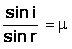 sin i
sin r = μ